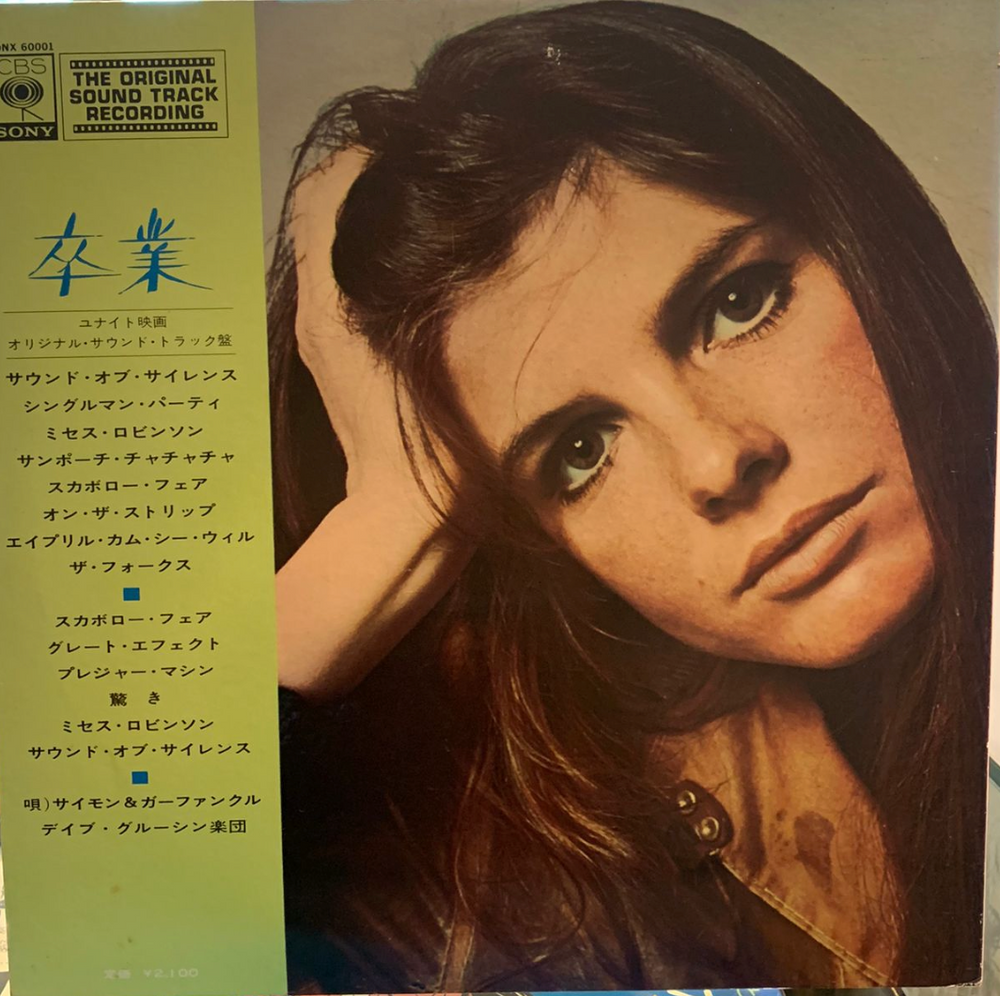 ONX 60001
CBS
SONY
THE ORIGINAL
SOUND TRACK
RECORDING
卒業
ユナイト映画
オリジナル・サウンド・トラック盤
サウンド・オブ・サイレンス
シングルマン・パーティ
ミセス・ロビンソン
サンポーチ・チャチャチャ
スカボロー・フェア
オン・ザ・ストリップ
エイプリル・カム・シー・ウィル
ザ・フォークス
スカボロー・フェア
グレート・エフェクト
プレジャー・マシン
驚き
ミセス・ロビンソン
サウンド・オブ・サイレンス
唄)サイモン&ガーファンクル
デイブ・グルーシン楽団
定価 ¥2,100